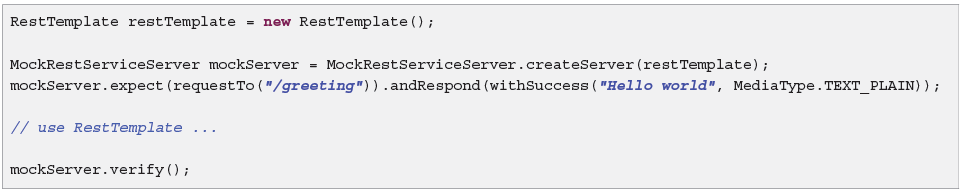 RestTemplate restTemplate = new RestTemplate();
MockRestServiceServer mockServer = MockRestServiceServer.createServer(restTemplate);
mockServer.expect(requestTo("/greeting")).andRespond(withSuccess("Hello world", MediaType.TEXT_PLAIN));
// use RestTemplate ...
mockServer.verify();